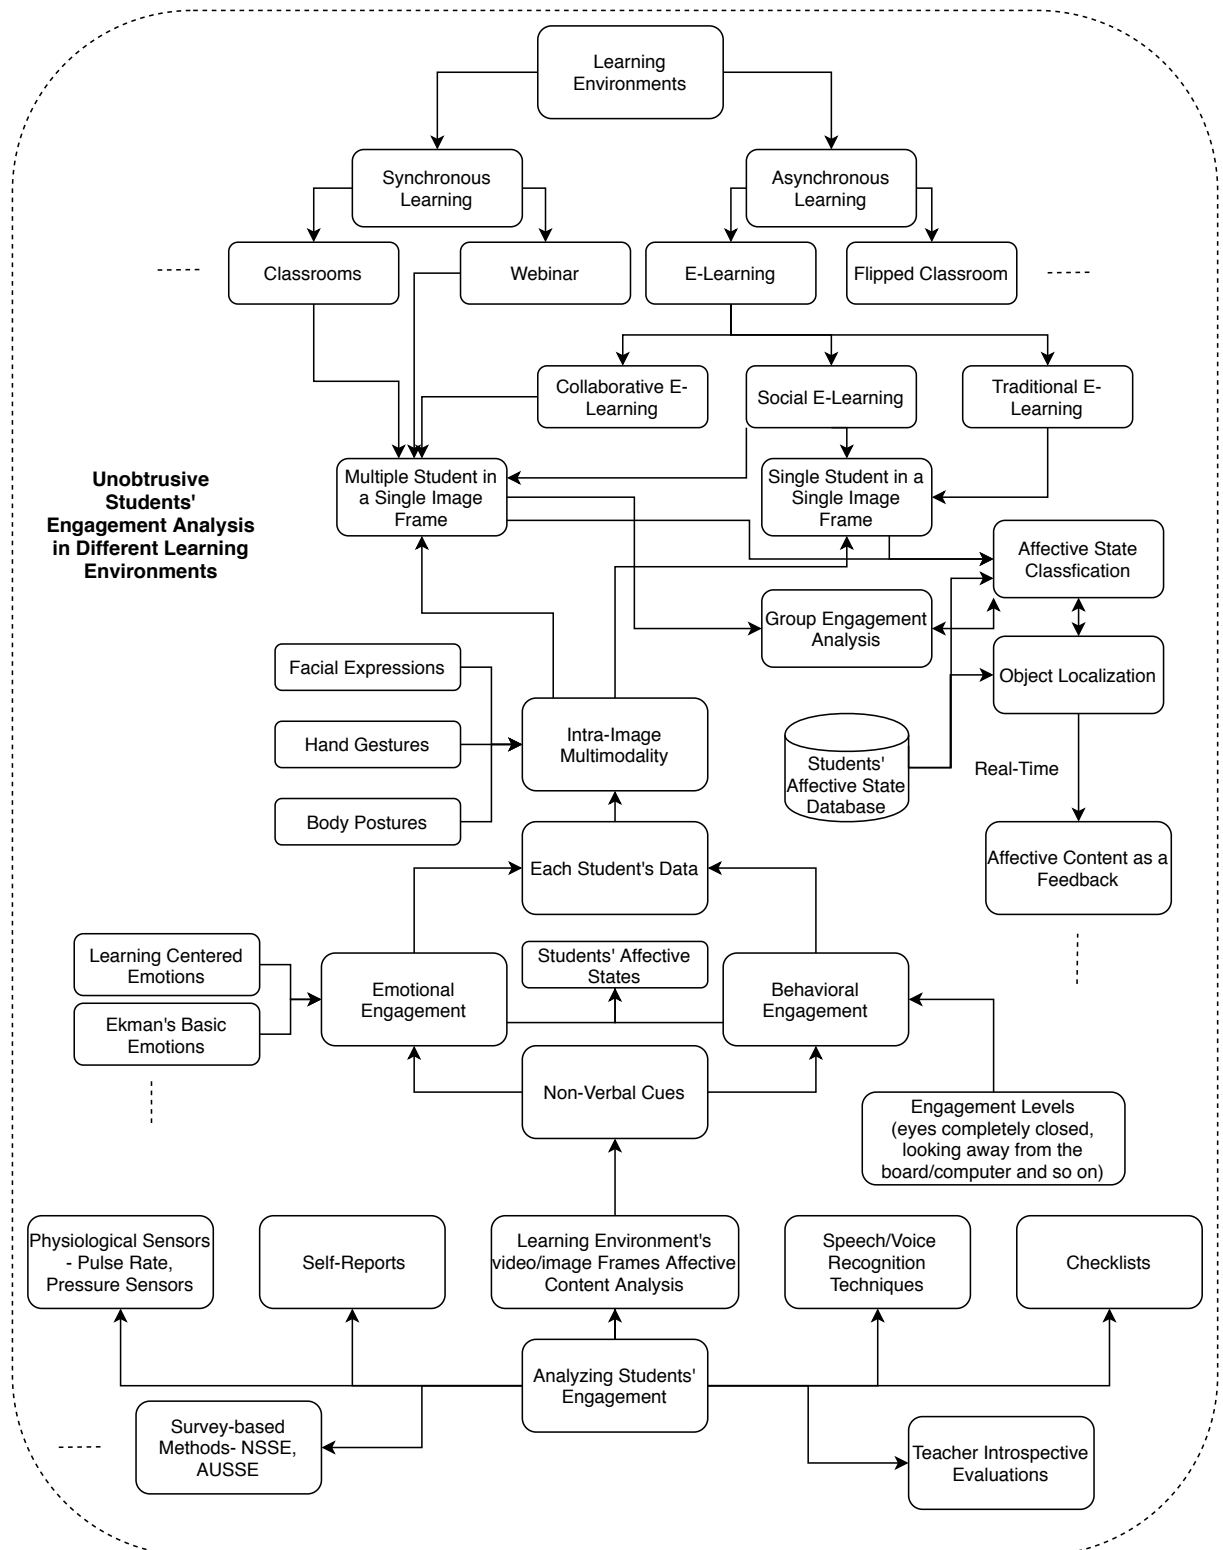 Learning
Environments
Synchronous
Learning
Asynchronous
Learning
Classrooms
Webinar
E-Learning
Flipped Classroom
Collaborative E-
Learning
Social E-Learning
Traditional E-
Learning
Unobtrusive
Students'
Engagement Analysis
in Different Learning
Environments
Multiple Student in
a Single Image
Frame
Single Student in a
Single Image
Frame
Affective State
Classfication
Group Engagement
Analysis
Facial Expressions
Object Localization
Hand Gestures
Intra-Image
Multimodality
Students'
Affective State
Database
Real-Time
Body Postures
Each Student's Data
Affective Content as a
Feedback
Learning Centered
Emotions
Ekman's Basic
Emotions
Emotional
Engagement
Students' Affective
States
Behavioral
Engagement
Non-Verbal Cues
Engagement Levels
(eyes completely closed,
looking away from the
board/computer and so on)
Physiological Sensors
- Pulse Rate,
Pressure Sensors
Self-Reports
Learning Environment's
video/image Frames Affective
Content Analysis
Speech/Voice
Recognition
Techniques
Checklists
Analyzing Students'
Engagement
Survey-based
Methods- NSSE,
AUSSE
Teacher Introspective
Evaluations